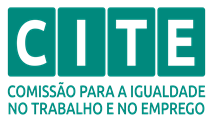 CITE
COMISSÃO PARA A IGUALDADE
NO TRABALHO E NO EMPREGO